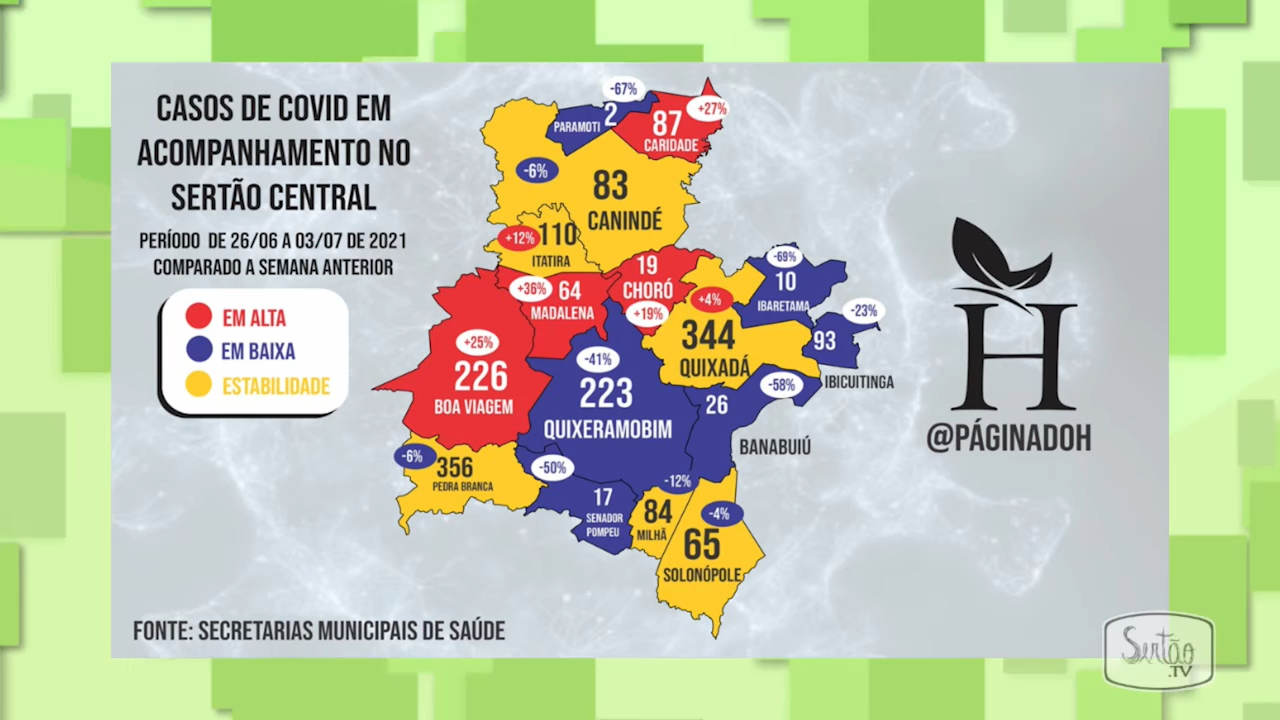 CASOS DE COVID EM
ACOMPANHAMENTO NO
SERTÃO CENTRAL
PERÍODO DE 26/06 A 03/07 DE 2021
COMPARADO A SEMANA ANTERIOR
EM ALTA
EM BAIXA
ESTABILIDADE
-67%
2
PARAMOTI
+27%
87
CARIDADE
-6%
83
CANINDÉ
+12%
110
ITATIRA
19
CHORÓ
+19%
-69%
10
IBARETAMA
+36%
64
MADALENA
+4%
344
QUIXADÁ
-23%
93
IBICUITINGA
+25%
226
BOA VIAGEM
-41%
223
QUIXERAMOBIM
-58%
26
BANABUIÚ
-6%
356
PEDRA BRANCA
-50%
17
SENADOR
POMPEU
-12%
84
MILHÃ
-4%
65
SOLONÓPOLE
H
@PÁGINADOH
FONTE: SECRETARIAS MUNICIPAIS DE SAÚDE
Sertão
.TV